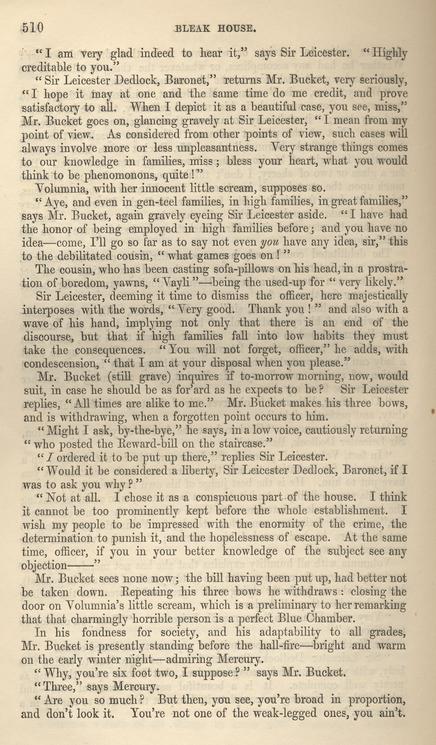 510 BLEAK HOUSE.
“I am very glad indeed to hear it,” says Sir Leicester. “Highly
creditable to you.”
“Sir Leicester Dedlock, Baronet,” returns Mr. Bucket, very seriously,
“I hope it may at one and the same time do me credit, and prove
satisfactory to all. When I depict it as a beautiful case, you see, miss,”
Mr. Bucket goes on, glancing gravely at Sir Leicester, “I mean from my
point of view. As considered from other points of view, such cases will
always involve more or less unpleasantness. Very strange things comes
to our knowledge in families, miss; bless your heart, what you would
think to be phenomonons, quite!”
Volumnia, with her innocent little scream, supposes so.
“Aye, and even in gen-teel families, in high families, in great families,”
says Mr. Bucket, again gravely eyeing Sir Leicester aside. “I have had
the honor of being employed in high families before; and you have no
idea—come, I’ll go so far as to say not even you have any idea, sir,” this
to the debilitated cousin, “what games goes on!”
The cousin, who has been casting sofa-pillows on his head, in a prostra-
tion of boredom, yawns, “Vayli”—being the used-up for “very likely.”
Sir Leicester, deeming it time to dismiss the officer, here majestically
interposes with the words, “Very good. Thank you!” and also with a
wave of his hand, implying not only that there is an end of the
discourse, but that if high families fall into low habits they must
take the consequences. “You will not forget, officer,” he adds, with
condescension, “that I am at your disposal when you please.”
Mr. Bucket (still grave) inquires if to-morrow morning, now, would
suit, in case he should be as for’ard as he expects to be? Sir Leicester
replies, “All times are alike to me.” Mr. Bucket makes his three bows,
and is withdrawing, when a forgotten point occurs to him.
“Might I ask, by-the-bye,” he says, in a low voice, cautiously returning
“who posted the Reward-bill on the staircase.”
“I ordered it to be put up there,” replies Sir Leicester.
“Would it be considered a liberty, Sir Leicester Dedlock, Baronet, if I
was to ask you why?”
“Not at all. I chose it as a conspicuous part of the house. I think
it cannot be too prominently kept before the whole establishment. I
wish my people to be impressed with the enormity of the crime, the
determination to punish it, and the hopelessness of escape. At the same
time, officer, if you in your better knowledge of the subject see any
objection——”
Mr. Bucket sees none now; the bill having been put up, had better not
be taken down. Repeating his three bows he withdraws: closing the
door on Volumnia’s little scream, which is a preliminary to her remarking
that that charmingly horrible person is a perfect Blue Chamber.
In his fondness for society, and his adaptability to all grades,
Mr. Bucket is presently standing before the hall-fire—bright and warm
on the early winter night—admiring Mercury.
“Why, you’re six foot two, I suppose?” says Mr. Bucket.
“Three,” says Mercury.
“Are you so much? But then, you see, you’re broad in proportion,
and don’t look it. You’re not one of the weak-legged ones, you ain’t.